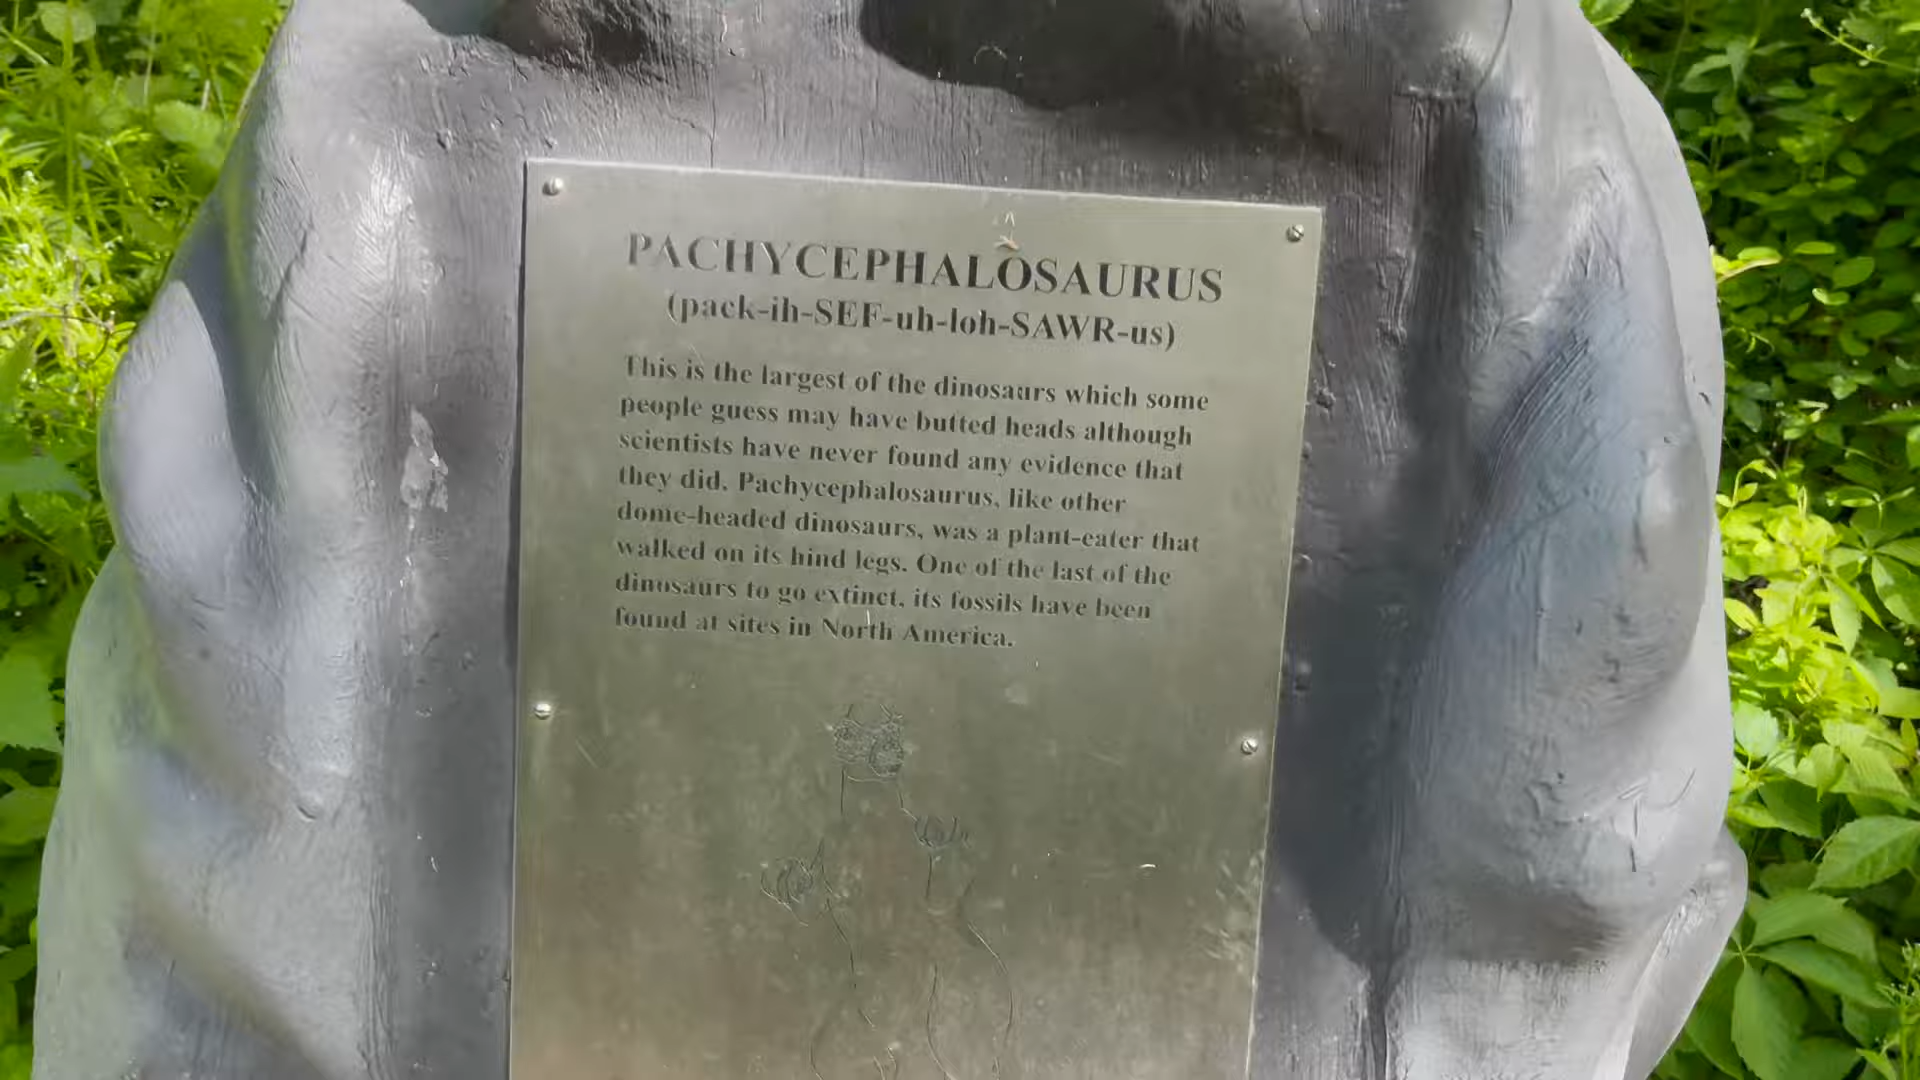 PACHYCEPHALOSAURUS
(pack-ih-SEF-uh-loh-SAWR-us)
This is the largest of the dinosaurs which some
people guess may have butted heads although
scientists have never found any evidence that
they did. Pachycephalosaurus, like other
dome-headed dinosaurs, was a plant-eater that
walked on its hind legs. One of the last of the
dinosaurs to go extinct, its fossils have been
found at sites in North America.